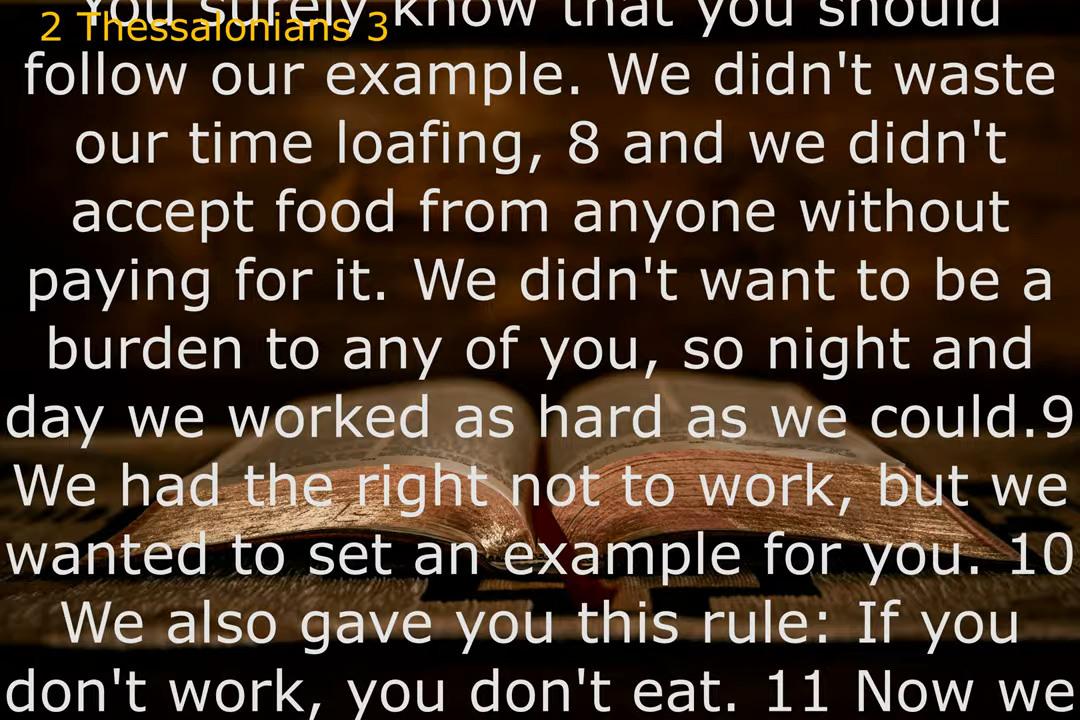 You surely know that you should
2 Thessalonians 3
follow our example. We didn't waste
our time loafing, 8 and we didn't
accept food from anyone without
paying for it. We didn't want to be a
burden to any of you, so night and
day we worked as hard as we could.9
We had the right not to work, but we
wanted to set an example for you. 10
We also gave you this rule: If you
don't work, you don't eat. 11 Now we